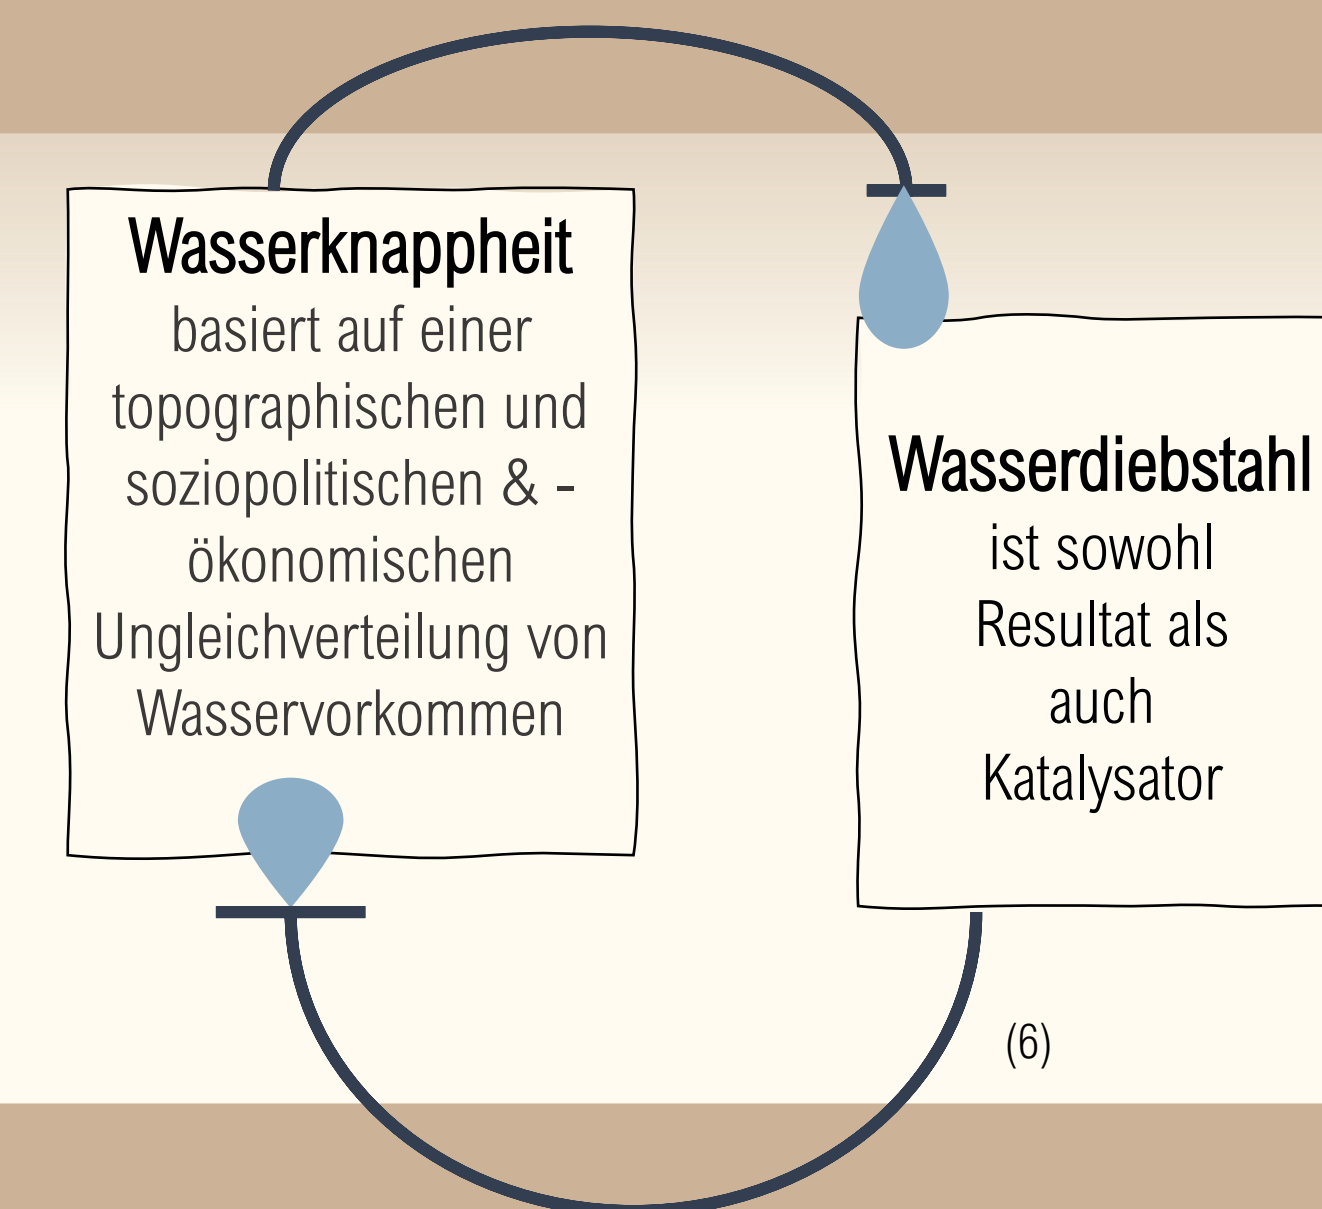 Wasserknappheit
basiert auf einer
topographischen und
soziopolitischen & -
ökonomischen
Ungleichverteilung von
Wasservorkommen
Wasserdiebstahl
ist sowohl
Resultat als
auch
Katalysator
(6)